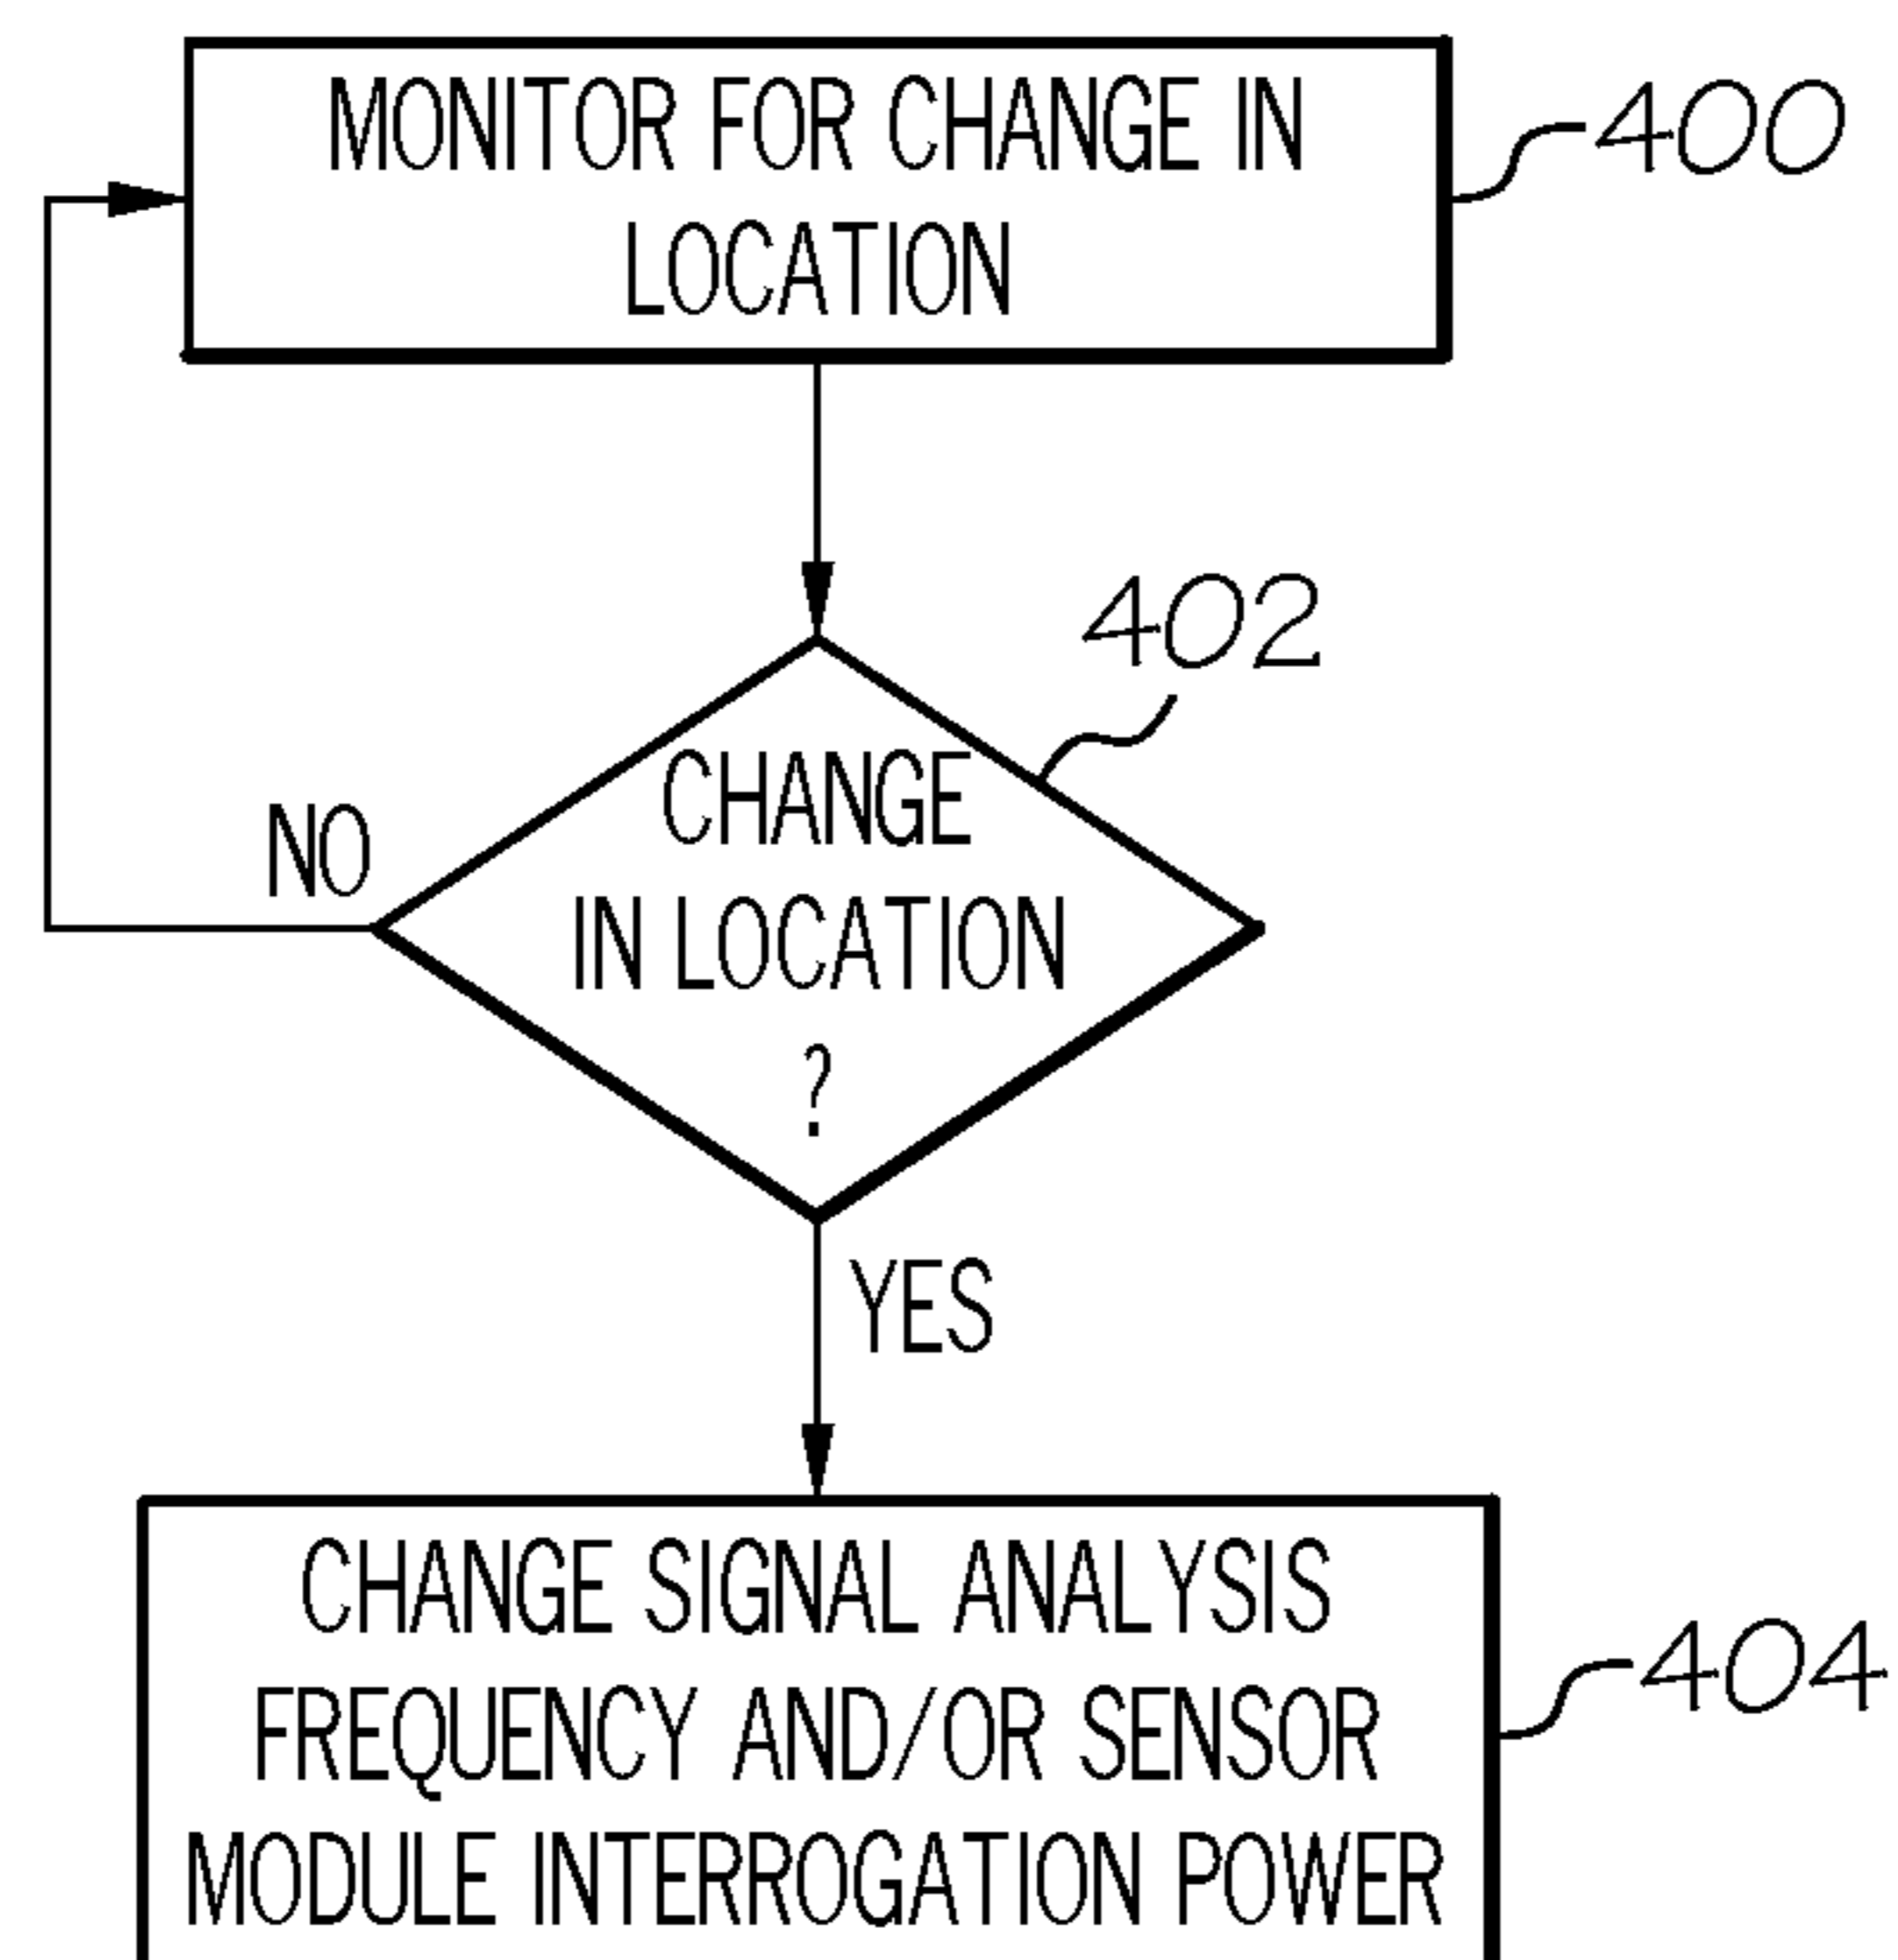 MONITOR FOR CHANGE IN
LOCATION
400
402
CHANGE
IN LOCATION
?
NO
YES
CHANGE SIGNAL ANALYSIS
FREQUENCY AND/OR SENSOR
MODULE INTERROGATION POWER
404